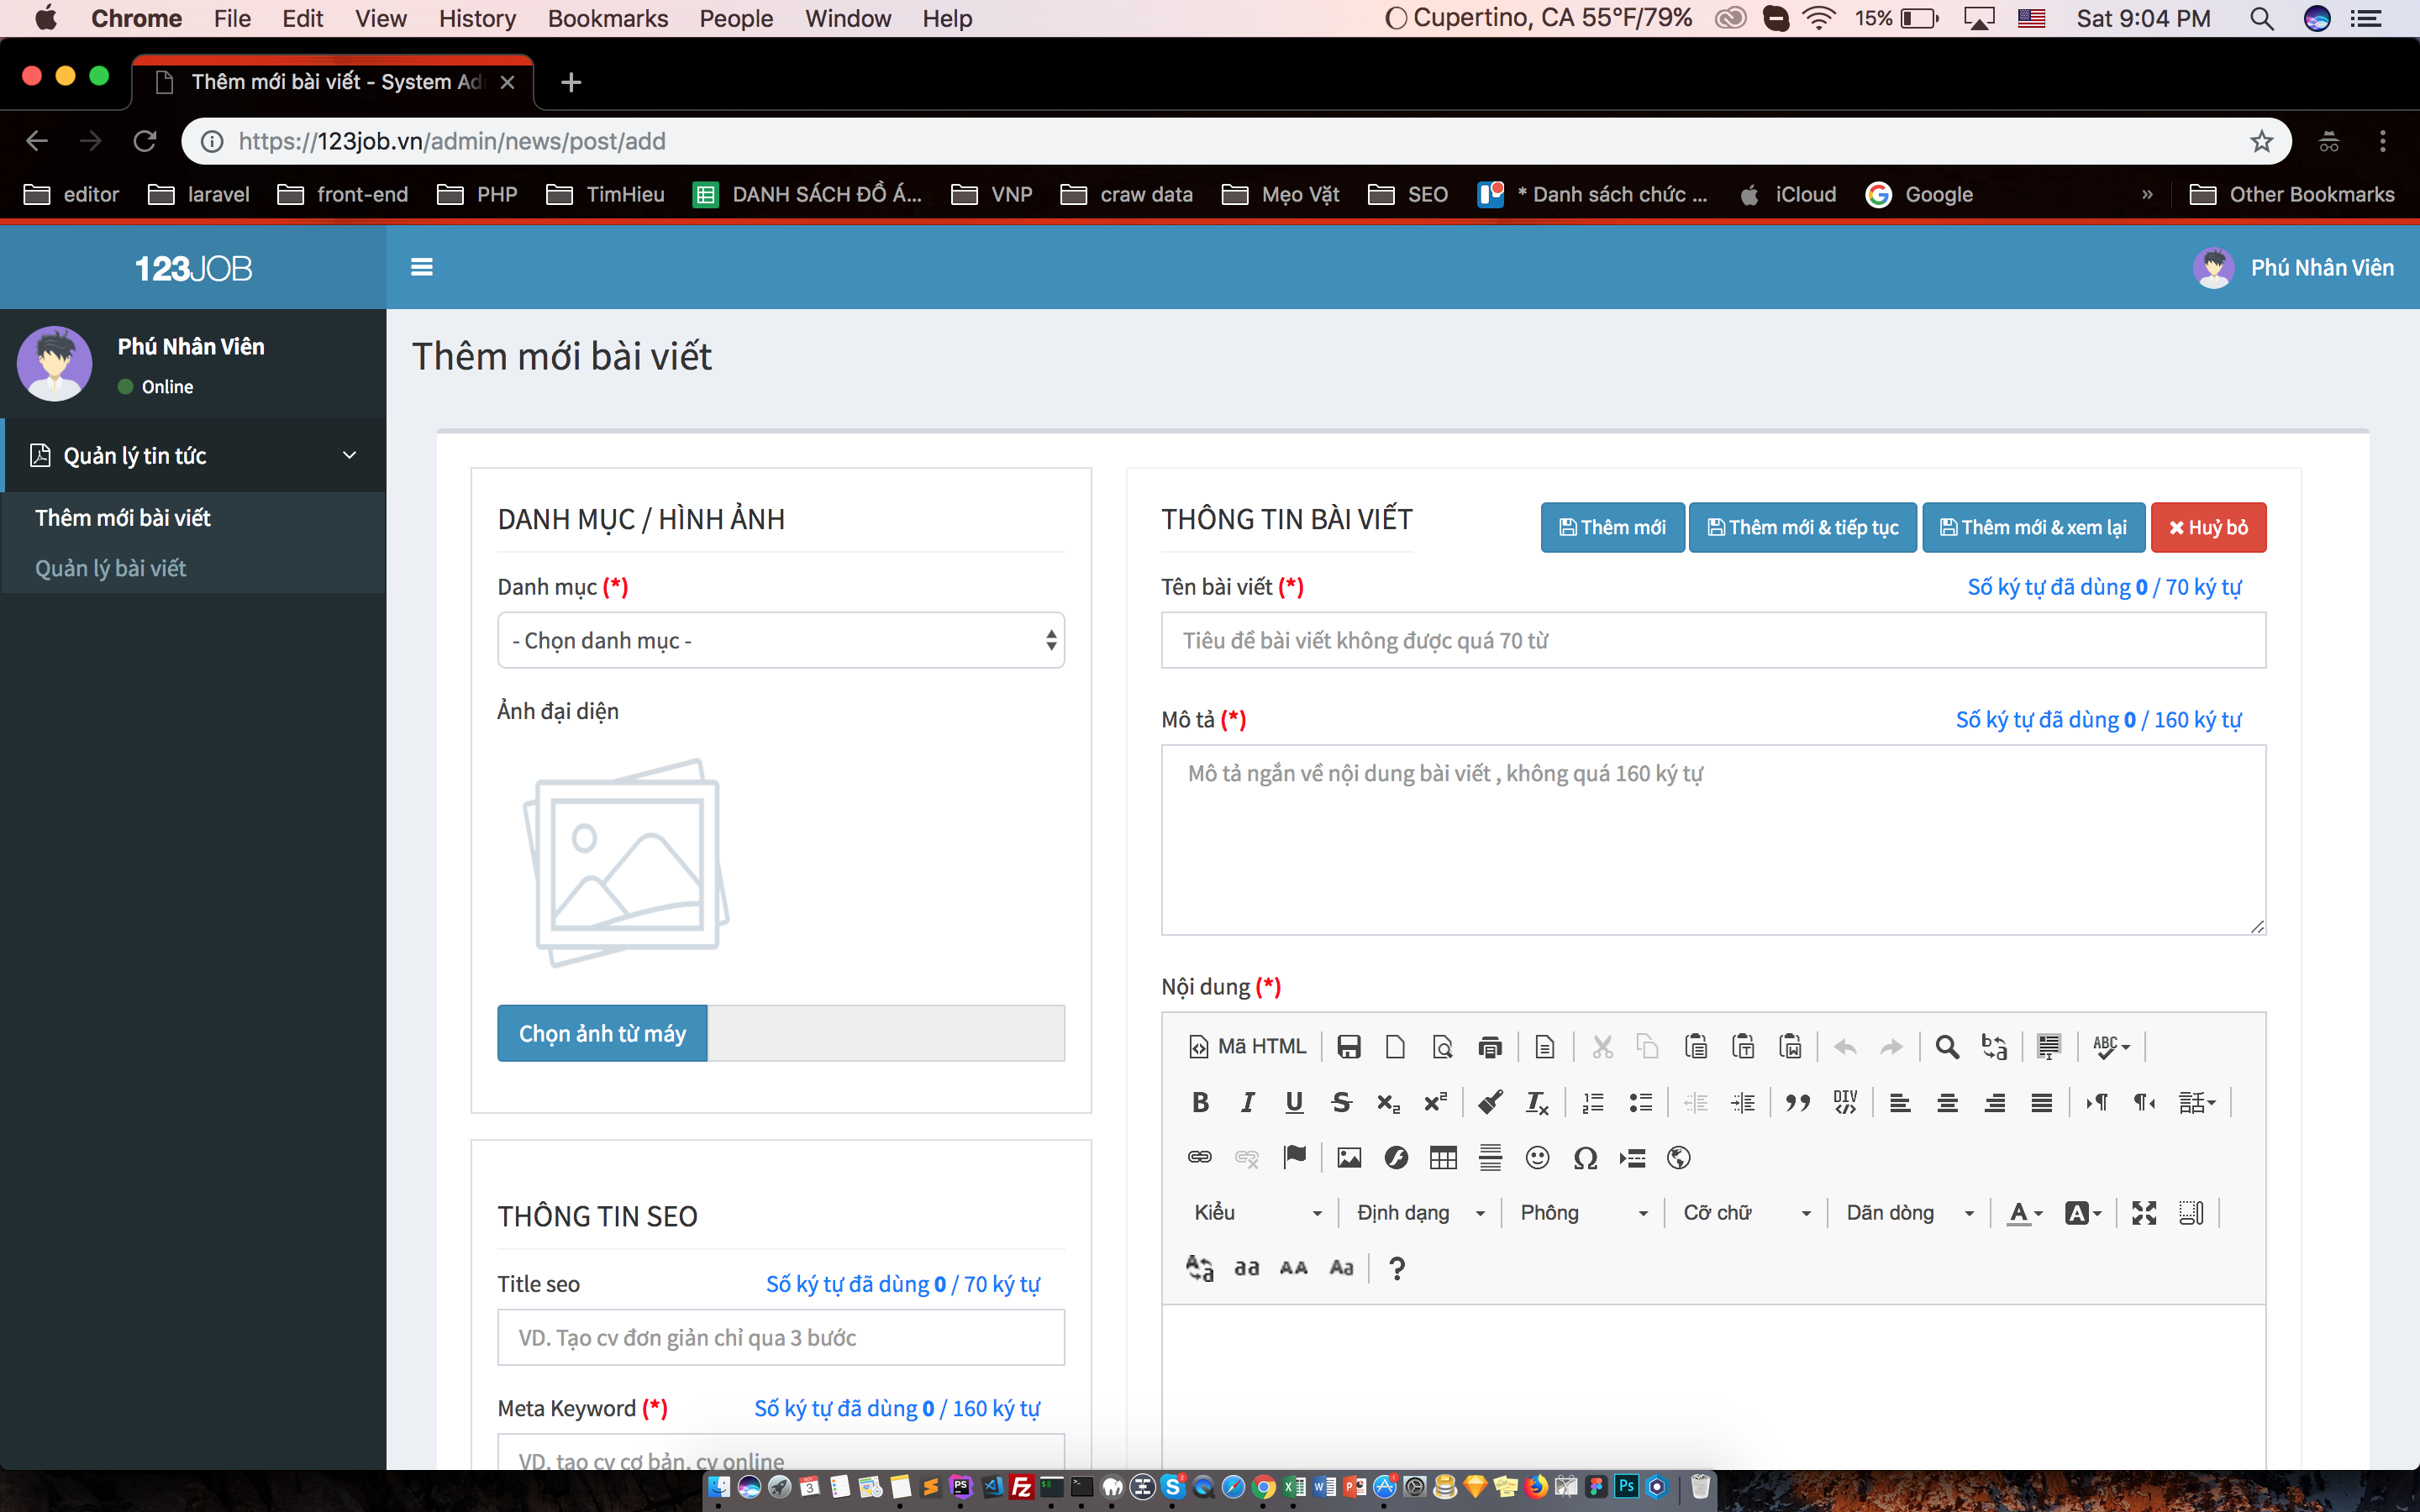 Chrome File Edit View History Bookmarks People Window Help
Cupertino, CA 55°F/79% 15% Sat 9:04 PM
Thêm mới bài viết - System Ad
https://123job.vn/admin/news/post/add
editor laravel front-end PHP TimHieu DANH SÁCH ĐỒ Á... VNP craw data Mẹo Vặt SEO * Danh sách chức ... iCloud Google » Other Bookmarks
123JOB
Phú Nhân Viên
Phú Nhân Viên
Online
Quản lý tin tức
Thêm mới bài viết
Quản lý bài viết
Thêm mới bài viết
DANH MỤC / HÌNH ẢNH
Danh mục (*)
- Chọn danh mục -
Ảnh đại diện
Chọn ảnh từ máy
THÔNG TIN SEO
Title seo Số ký tự đã dùng 0 / 70 ký tự
VD. Tạo cv đơn giản chỉ qua 3 bước
Meta Keyword (*) Số ký tự đã dùng 0 / 160 ký tự
VD. tạo cv cơ bản, cv online
THÔNG TIN BÀI VIẾT
Thêm mới Thêm mới & tiếp tục Thêm mới & xem lại Huỷ bỏ
Tên bài viết (*) Số ký tự đã dùng 0 / 70 ký tự
Tiêu đề bài viết không được quá 70 từ
Mô tả (*) Số ký tự đã dùng 0 / 160 ký tự
Mô tả ngắn về nội dung bài viết , không quá 160 ký tự
Nội dung (*)
Mã HTML ABC
B I U S x₂ x² Tx DIV 話
Ω
Kiểu Định dạng Phông Cỡ chữ Dãn dòng A A
Aa aa AA Aa ?